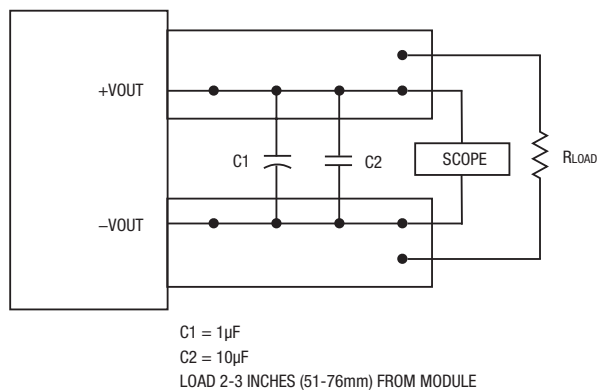 +VOUT
C1
C2
SCOPE
RLOAD
−VOUT
C1 = 1µF
C2 = 10µF
LOAD 2-3 INCHES (51-76mm) FROM MODULE